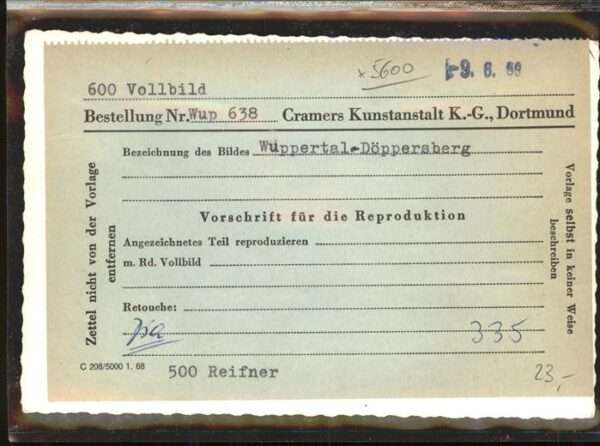 x5600 9. 6. 69
600 Vollbild
Bestellung Nr. Wup 638 Cramers Kunstanstalt K.-G., Dortmund
Bezeichnung des Bildes Wuppertal-Döppersberg
Vorschrift für die Reproduktion
Angezeichnetes Teil reproduzieren
m. Rd. Vollbild
Retouche:
335
C 208/5000 1. 68
500 Reifner
23,-
Zettel nicht von der Vorlage
entfernen
Vorlage selbst in keiner Weise
beschreiben